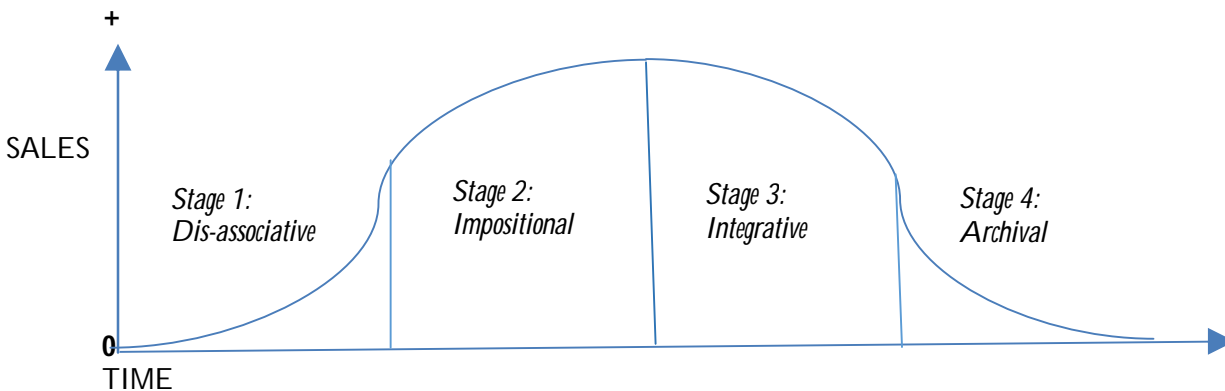 +
SALES
Stage 1:
Dis-associative
Stage 2:
Impositional
Stage 3:
Integrative
Stage 4:
Archival
0
TIME